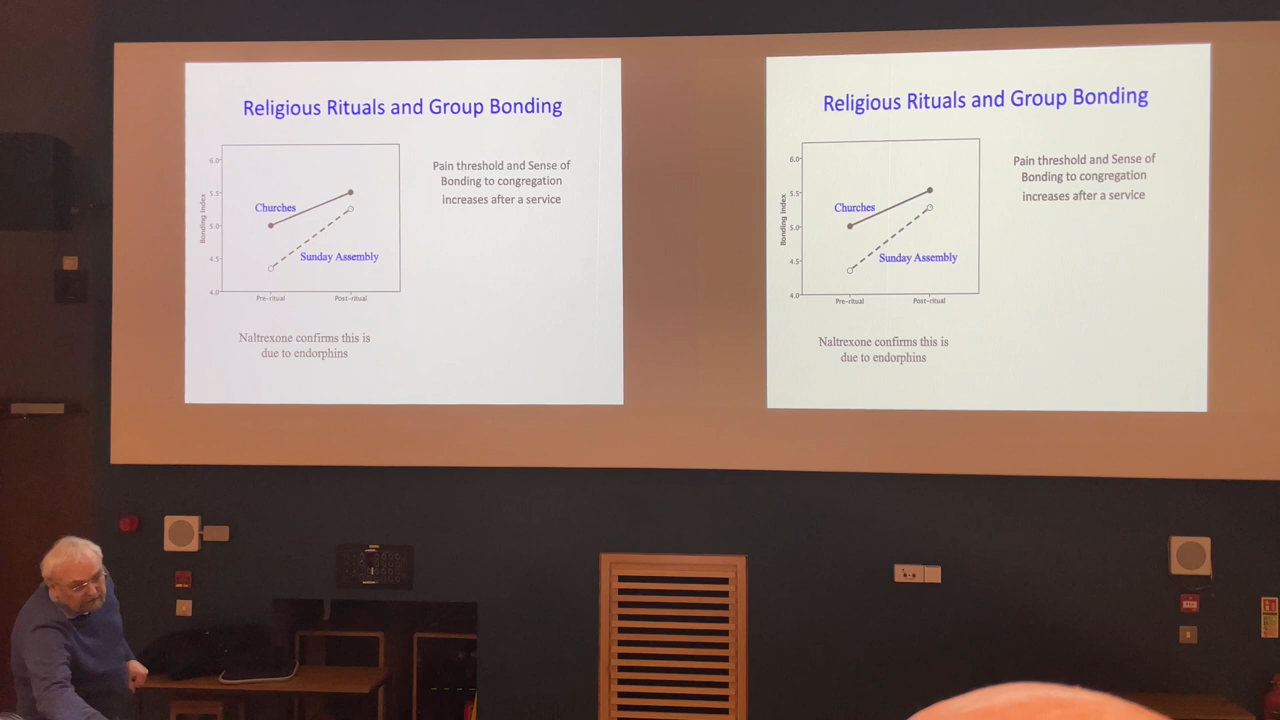 Religious Rituals and Group Bonding
6.0
5.5
5.0
4.5
4.0
Bonding Index
Churches
Sunday Assembly
Pre-ritual
Post-ritual
Pain threshold and Sense of
Bonding to congregation
increases after a service
Naltrexone confirms this is
due to endorphins
Religious Rituals and Group Bonding
6.0
5.5
5.0
4.5
4.0
Bonding Index
Churches
Sunday Assembly
Pre-ritual
Post-ritual
Pain threshold and Sense of
Bonding to congregation
increases after a service
Naltrexone confirms this is
due to endorphins